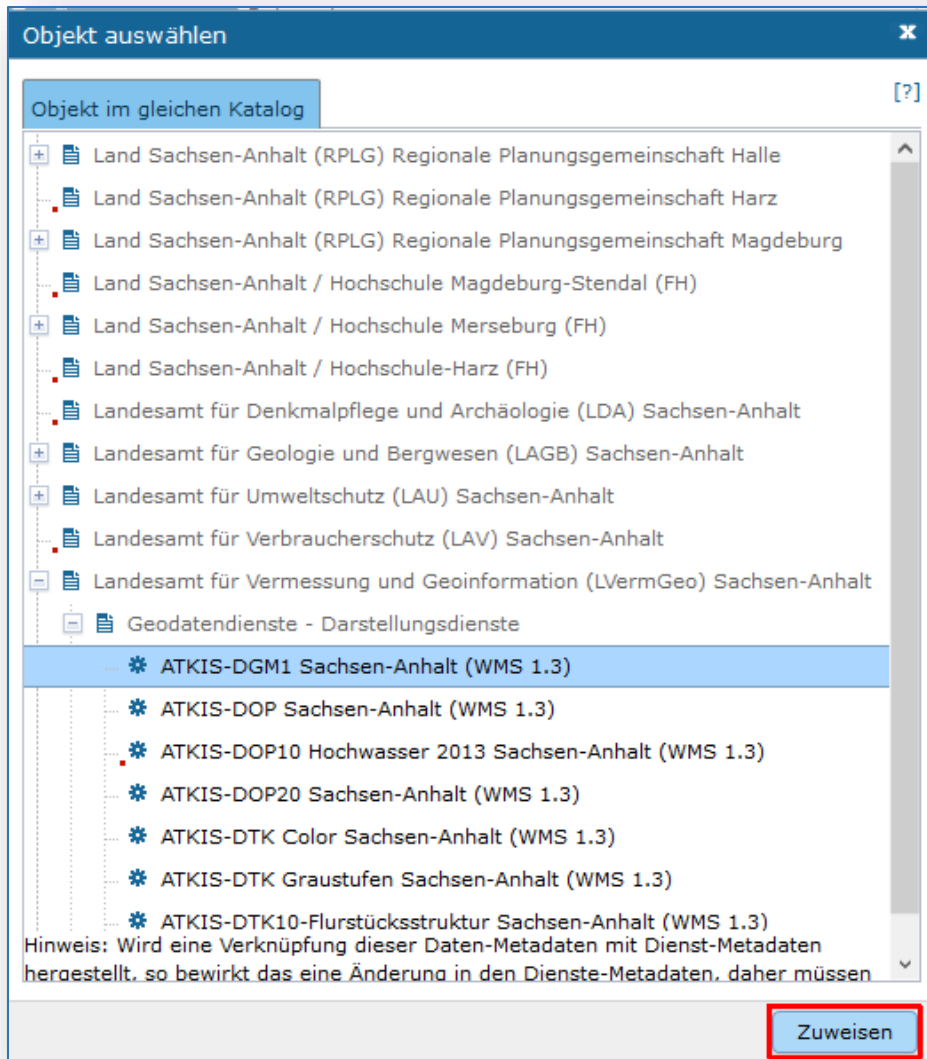 Objekt auswählen
x
Objekt im gleichen Katalog
[?]
Land Sachsen-Anhalt (RPLG) Regionale Planungsgemeinschaft Halle
Land Sachsen-Anhalt (RPLG) Regionale Planungsgemeinschaft Harz
Land Sachsen-Anhalt (RPLG) Regionale Planungsgemeinschaft Magdeburg
Land Sachsen-Anhalt / Hochschule Magdeburg-Stendal (FH)
Land Sachsen-Anhalt / Hochschule Merseburg (FH)
Land Sachsen-Anhalt / Hochschule-Harz (FH)
Landesamt für Denkmalpflege und Archäologie (LDA) Sachsen-Anhalt
Landesamt für Geologie und Bergwesen (LAGB) Sachsen-Anhalt
Landesamt für Umweltschutz (LAU) Sachsen-Anhalt
Landesamt für Verbraucherschutz (LAV) Sachsen-Anhalt
Landesamt für Vermessung und Geoinformation (LVermGeo) Sachsen-Anhalt
Geodatendienste - Darstellungsdienste
ATKIS-DGM1 Sachsen-Anhalt (WMS 1.3)
ATKIS-DOP Sachsen-Anhalt (WMS 1.3)
ATKIS-DOP10 Hochwasser 2013 Sachsen-Anhalt (WMS 1.3)
ATKIS-DOP20 Sachsen-Anhalt (WMS 1.3)
ATKIS-DTK Color Sachsen-Anhalt (WMS 1.3)
ATKIS-DTK Graustufen Sachsen-Anhalt (WMS 1.3)
ATKIS-DTK10-Flurstücksstruktur Sachsen-Anhalt (WMS 1.3)
Hinweis: Wird eine Verknüpfung dieser Daten-Metadaten mit Dienst-Metadaten
hergestellt, so bewirkt das eine Änderung in den Dienste-Metadaten, daher müssen
Zuweisen